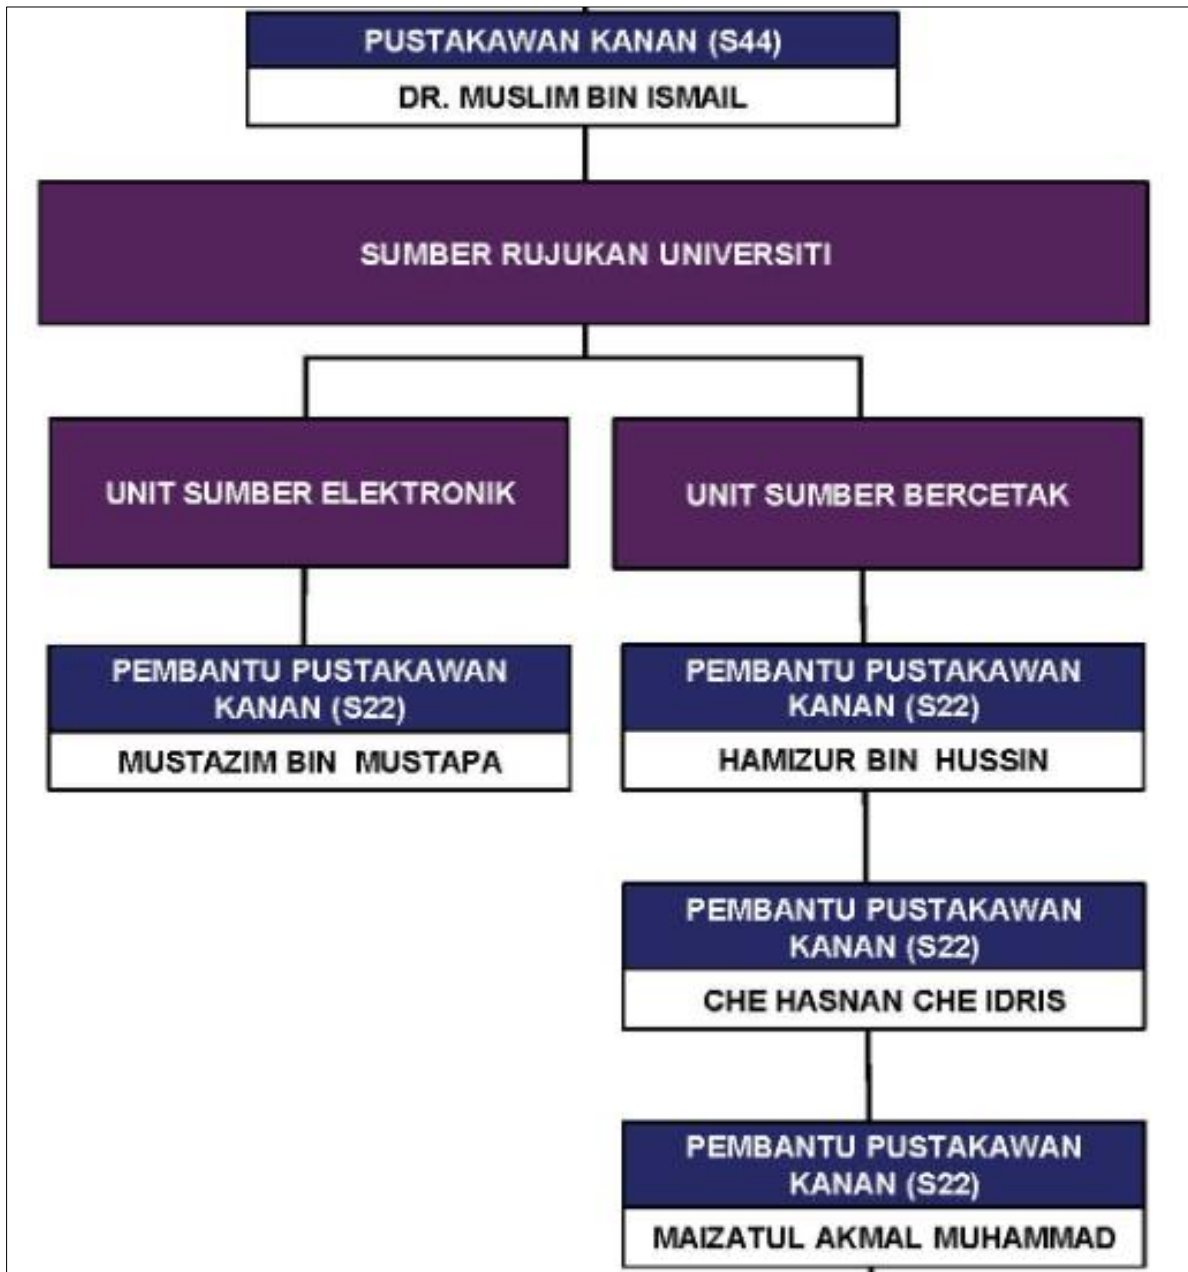 PUSTAKAWAN KANAN (S44)
DR. MUSLIM BIN ISMAIL
SUMBER RUJUKAN UNIVERSITI
UNIT SUMBER ELEKTRONIK
UNIT SUMBER BERCETAK
PEMBANTU PUSTAKAWAN
KANAN (S22)
MUSTAZIM BIN MUSTAPA
PEMBANTU PUSTAKAWAN
KANAN (S22)
HAMIZUR BIN HUSSIN
PEMBANTU PUSTAKAWAN
KANAN (S22)
CHE HASNAN CHE IDRIS
PEMBANTU PUSTAKAWAN
KANAN (S22)
MAIZATUL AKMAL MUHAMMAD